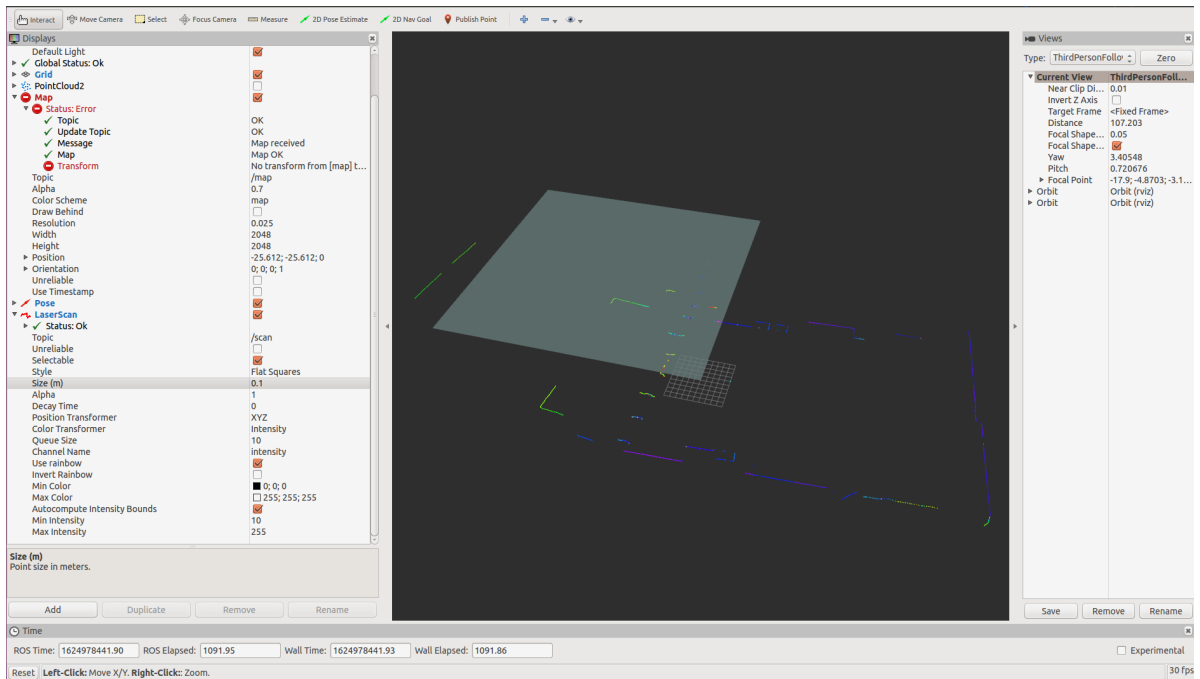 Interact Move Camera Select Focus Camera Measure 2D Pose Estimate 2D Nav Goal Publish Point
Displays
Default Light
Global Status: Ok
Grid
PointCloud2
Map
Status: Error
Topic OK
Update Topic OK
Message Map received
Map Map OK
Transform No transform from [map] t...
Topic /map
Alpha 0.7
Color Scheme map
Draw Behind
Resolution 0.025
Width 2048
Height 2048
Position -25.612; -25.612; 0
Orientation 0; 0; 0; 1
Unreliable
Use Timestamp
Pose
LaserScan
Status: Ok
Topic /scan
Unreliable
Selectable
Style Flat Squares
Size (m) 0.1
Alpha 1
Decay Time 0
Position Transformer XYZ
Color Transformer Intensity
Queue Size 10
Channel Name intensity
Use rainbow
Invert Rainbow
Min Color 0; 0; 0
Max Color 255; 255; 255
Autocompute Intensity Bounds
Min Intensity 10
Max Intensity 255
Size (m)
Point size in meters.
Add Duplicate Remove Rename
Views
Type: ThirdPersonFollo Zero
Current View ThirdPersonFoll...
Near Clip Di... 0.01
Invert Z Axis
Target Frame <Fixed Frame>
Distance 107.203
Focal Shape... 0.05
Focal Shape...
Yaw 3.40548
Pitch 0.720676
Focal Point -17.9; -4.8703; -3.1...
Orbit Orbit (rviz)
Orbit Orbit (rviz)
Save Remove Rename
Time
ROS Time: 1624978441.90 ROS Elapsed: 1091.95 Wall Time: 1624978441.93 Wall Elapsed: 1091.86 Experimental
Reset Left-Click: Move X/Y. Right-Click:: Zoom. 30 fps